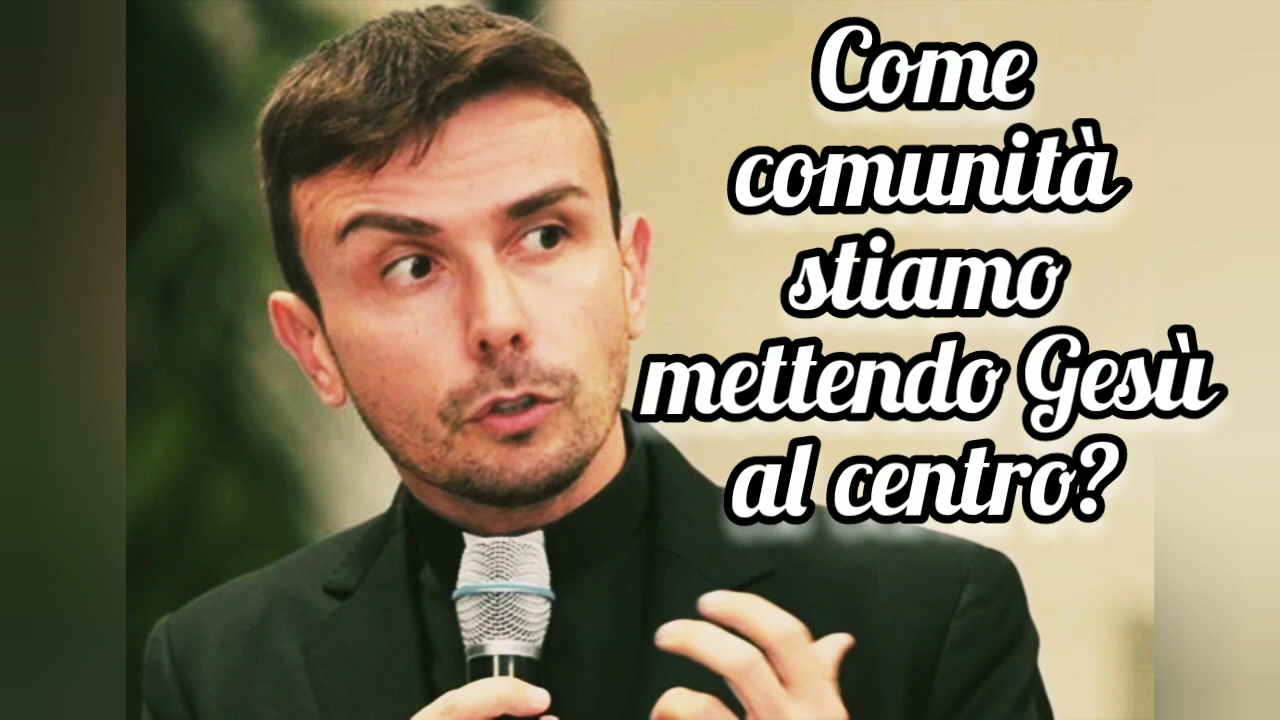 Come
comunità
stiamo
mettendo Gesù
al centro?